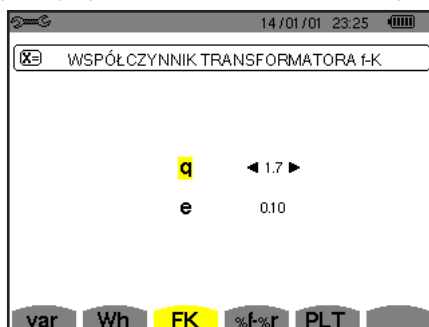 14/01/01 23:25
X= WSPÓŁCZYNNIK TRANSFORMATORA f-K
q ◄ 1.7 ►
e 0.10
var Wh FK %f-%r PLT